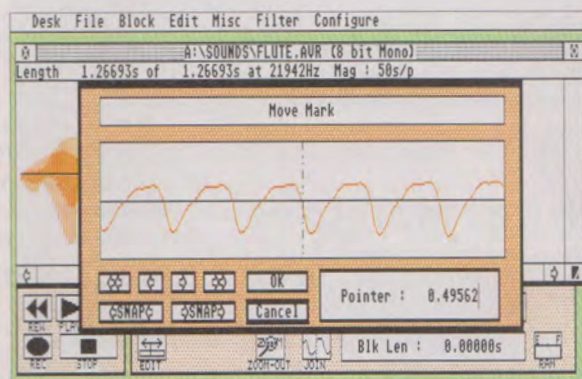 Desk File Block Edit Misc Filter Configure
A:\SOUNDS\FLUTE.AVR (8 bit Mono)
Length 1.26693s of 1.26693s at 21942Hz Mag : 50s/p
Move Mark
OK
SNAP SNAP Cancel
Pointer : 0.49562
REW PLAY
REC STOP EDIT ZOOM-OUT JOIN Blk Len : 0.00000s E F RAM